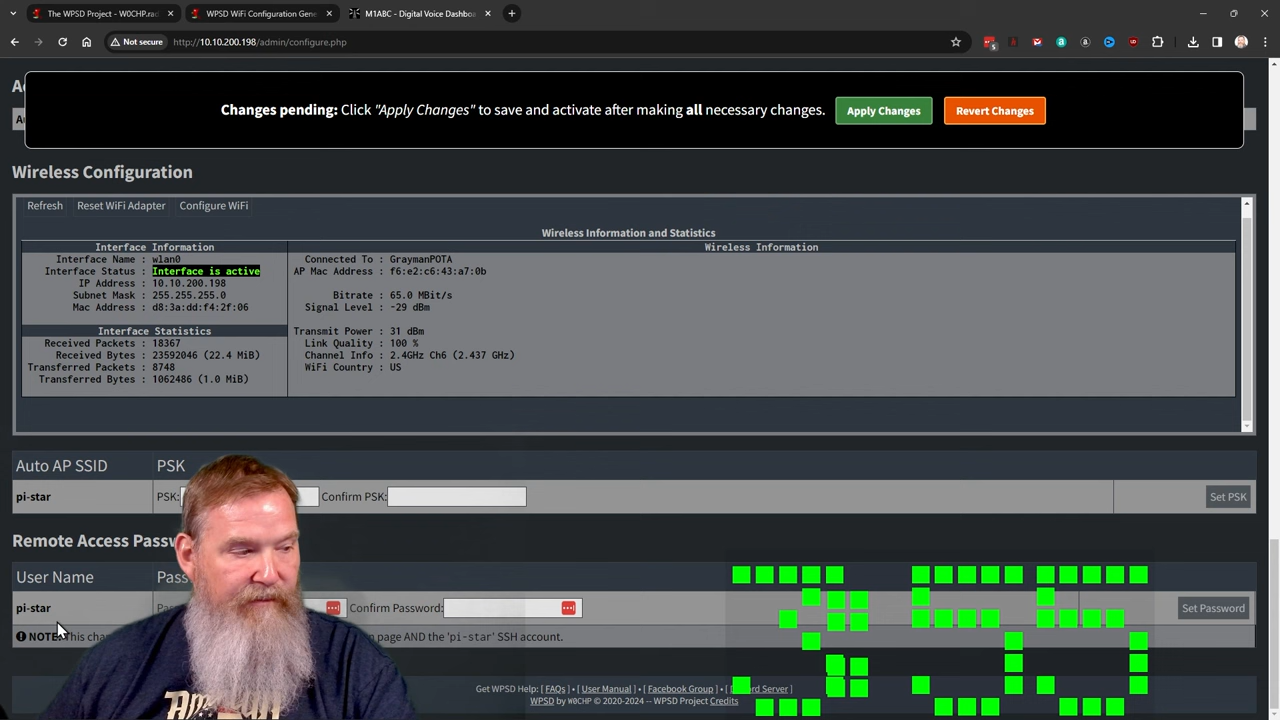 The WPSD Project - W0CHP.rad
WPSD WiFi Configuration Gene
M1ABC - Digital Voice Dashbo
Not secure
http://10.10.200.198/admin/configure.php
Changes pending: Click "Apply Changes" to save and activate after making all necessary changes.
Apply Changes
Revert Changes
Wireless Configuration
Refresh
Reset WiFi Adapter
Configure WiFi
Wireless Information and Statistics
Interface Information
Wireless Information
Interface Name : wlan0
Interface Status : Interface is active
IP Address : 10.10.200.198
Subnet Mask : 255.255.255.0
Mac Address : d8:3a:dd:f4:2f:06
Connected To : GraymanPOTA
AP Mac Address : f6:e2:c6:43:a7:0b
Bitrate : 65.0 MBit/s
Signal Level : -29 dBm
Interface Statistics
Received Packets : 18367
Received Bytes : 23592046 (22.4 MiB)
Transferred Packets : 8748
Transferred Bytes : 1062486 (1.0 MiB)
Transmit Power : 31 dBm
Link Quality : 100 %
Channel Info : 2.4GHz Ch6 (2.437 GHz)
WiFi Country : US
Auto AP SSID
PSK
pi-star
PSK:
Confirm PSK:
Set PSK
Remote Access Passw
User Name
Pas
pi-star
Confirm Password:
Set Password
NOTE: This cha
page AND the 'pi-star' SSH account.
3:55
Get WPSD Help: [ FAQs ] • [ User Manual ] • [ Facebook Group ] • [ D rd Server ]
WPSD by W0CHP © 2020-2024 -- WPSD Project Credits